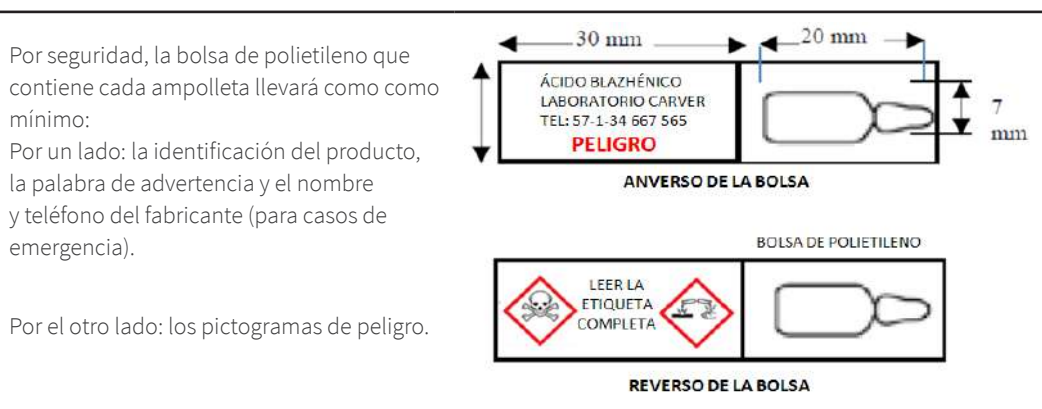 Por seguridad, la bolsa de polietileno que
contiene cada ampolleta llevará como como
mínimo:
Por un lado: la identificación del producto,
la palabra de advertencia y el nombre
y teléfono del fabricante (para casos de
emergencia).
Por el otro lado: los pictogramas de peligro.
30 mm
20 mm
ÁCIDO BLAZHÉNICO
LABORATORIO CARVER
TEL: 57-1-34 667 565
PELIGRO
7
mm
ANVERSO DE LA BOLSA
BOLSA DE POLIETILENO
LEER LA
ETIQUETA
COMPLETA
REVERSO DE LA BOLSA